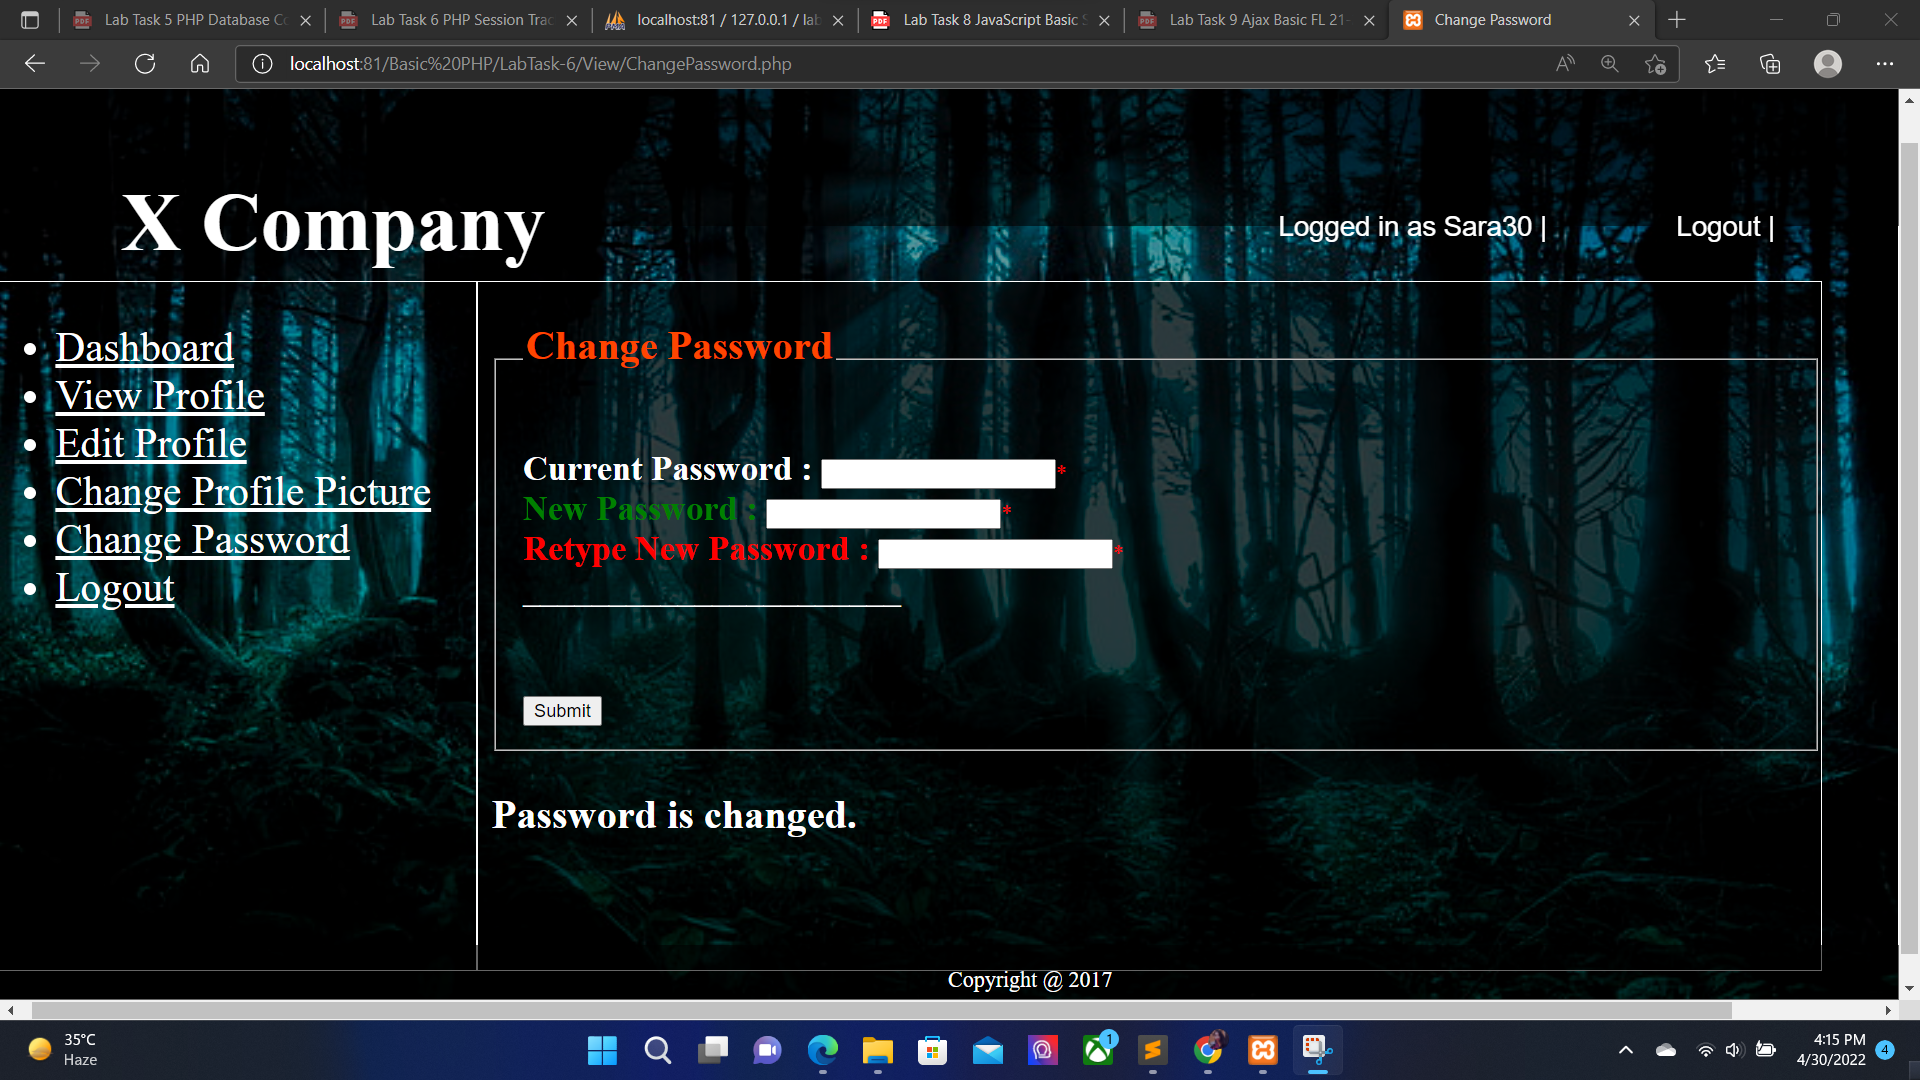 Lab Task 5 PHP Database Co
Lab Task 6 PHP Session Trac
localhost:81 / 127.0.0.1 / lab
Lab Task 8 JavaScript Basic S
Lab Task 9 Ajax Basic FL 21-
Change Password
localhost:81/Basic%20PHP/LabTask-6/View/ChangePassword.php
X Company
Logged in as Sara30 |
Logout |
Dashboard
View Profile
Edit Profile
Change Profile Picture
Change Password
Logout
Change Password
Current Password : *
New Password : *
Retype New Password : *
Submit
Password is changed.
Copyright @ 2017
35°C
Haze
1
4:15 PM
4/30/2022
4